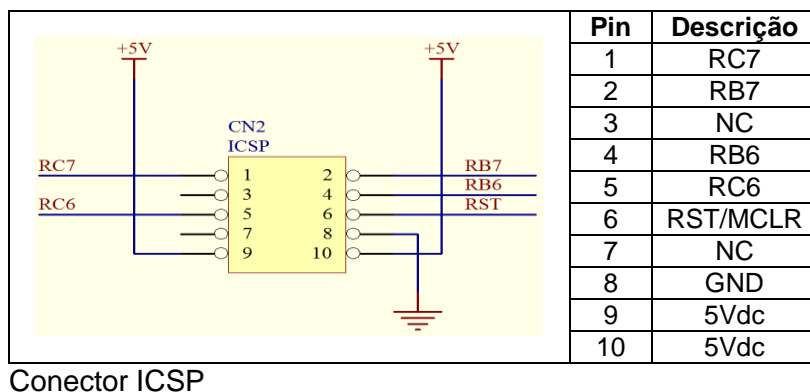 +5V +5V
CN2
ICSP
RC7 1 2 RB7
3 4 RB6
RC6 5 6 RST
7 8
9 10
Pin Descrição
1 RC7
2 RB7
3 NC
4 RB6
5 RC6
6 RST/MCLR
7 NC
8 GND
9 5Vdc
10 5Vdc
Conector ICSP